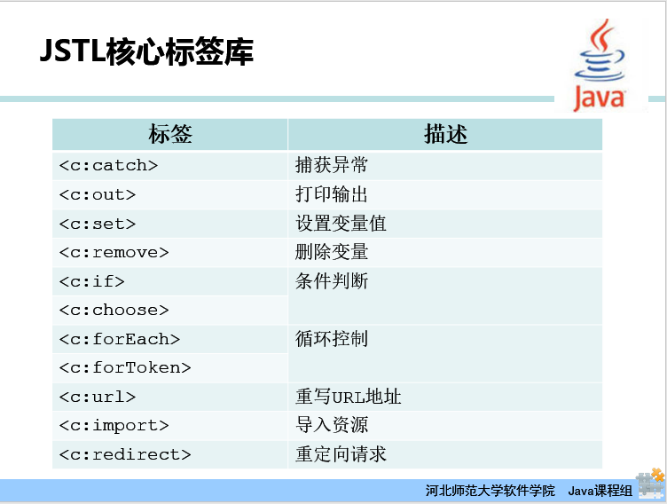 JSTL核心标签库
Java
标签 描述
<c:catch> 捕获异常
<c:out> 打印输出
<c:set> 设置变量值
<c:remove> 删除变量
<c:if> 条件判断
<c:choose>
<c:forEach> 循环控制
<c:forToken>
<c:url> 重写URL地址
<c:import> 导入资源
<c:redirect> 重定向请求
河北师范大学软件学院 Java课程组